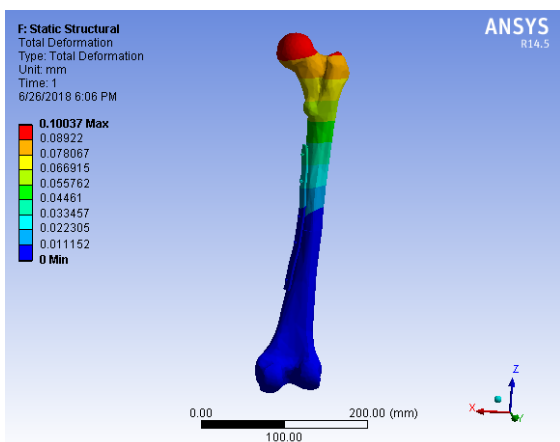 F: Static Structural
Total Deformation
Type: Total Deformation
Unit: mm
Time: 1
6/26/2018 6:06 PM
ANSYS
R14.5
0.10037 Max
0.08922
0.078067
0.066915
0.055762
0.04461
0.033457
0.022305
0.011152
0 Min
0.00
200.00 (mm)
100.00
Z
X
Y